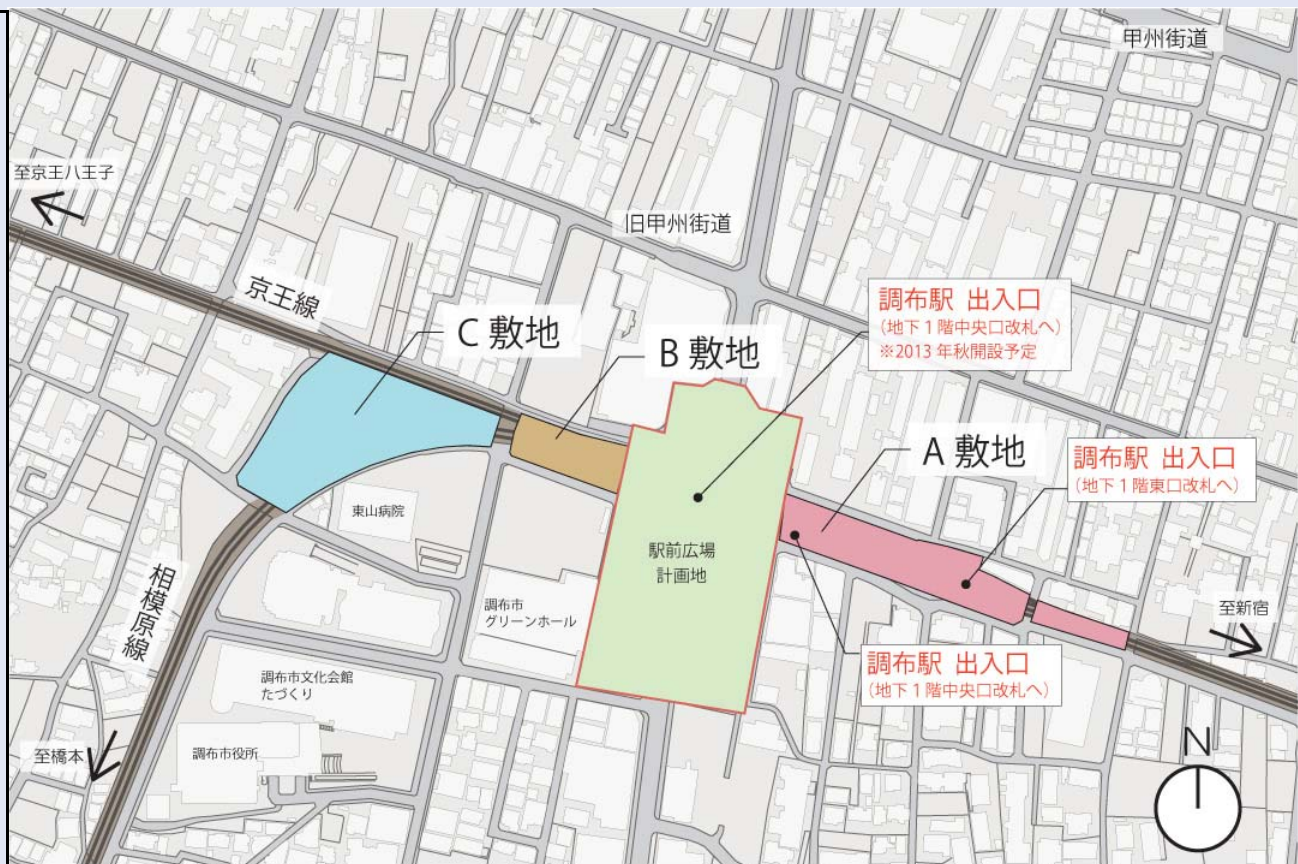 甲州街道
至京王八王子
旧甲州街道
京王線
調布駅 出入口
(地下1階中央口改札へ)
※2013年秋開設予定
C 敷地
B 敷地
A 敷地
調布駅 出入口
(地下1階東口改札へ)
東山病院
駅前広場
計画地
相模原線
調布市
グリーンホール
至新宿
調布駅 出入口
(地下1階中央口改札へ)
調布市文化会館
たづくり
至橋本
調布市役所
N